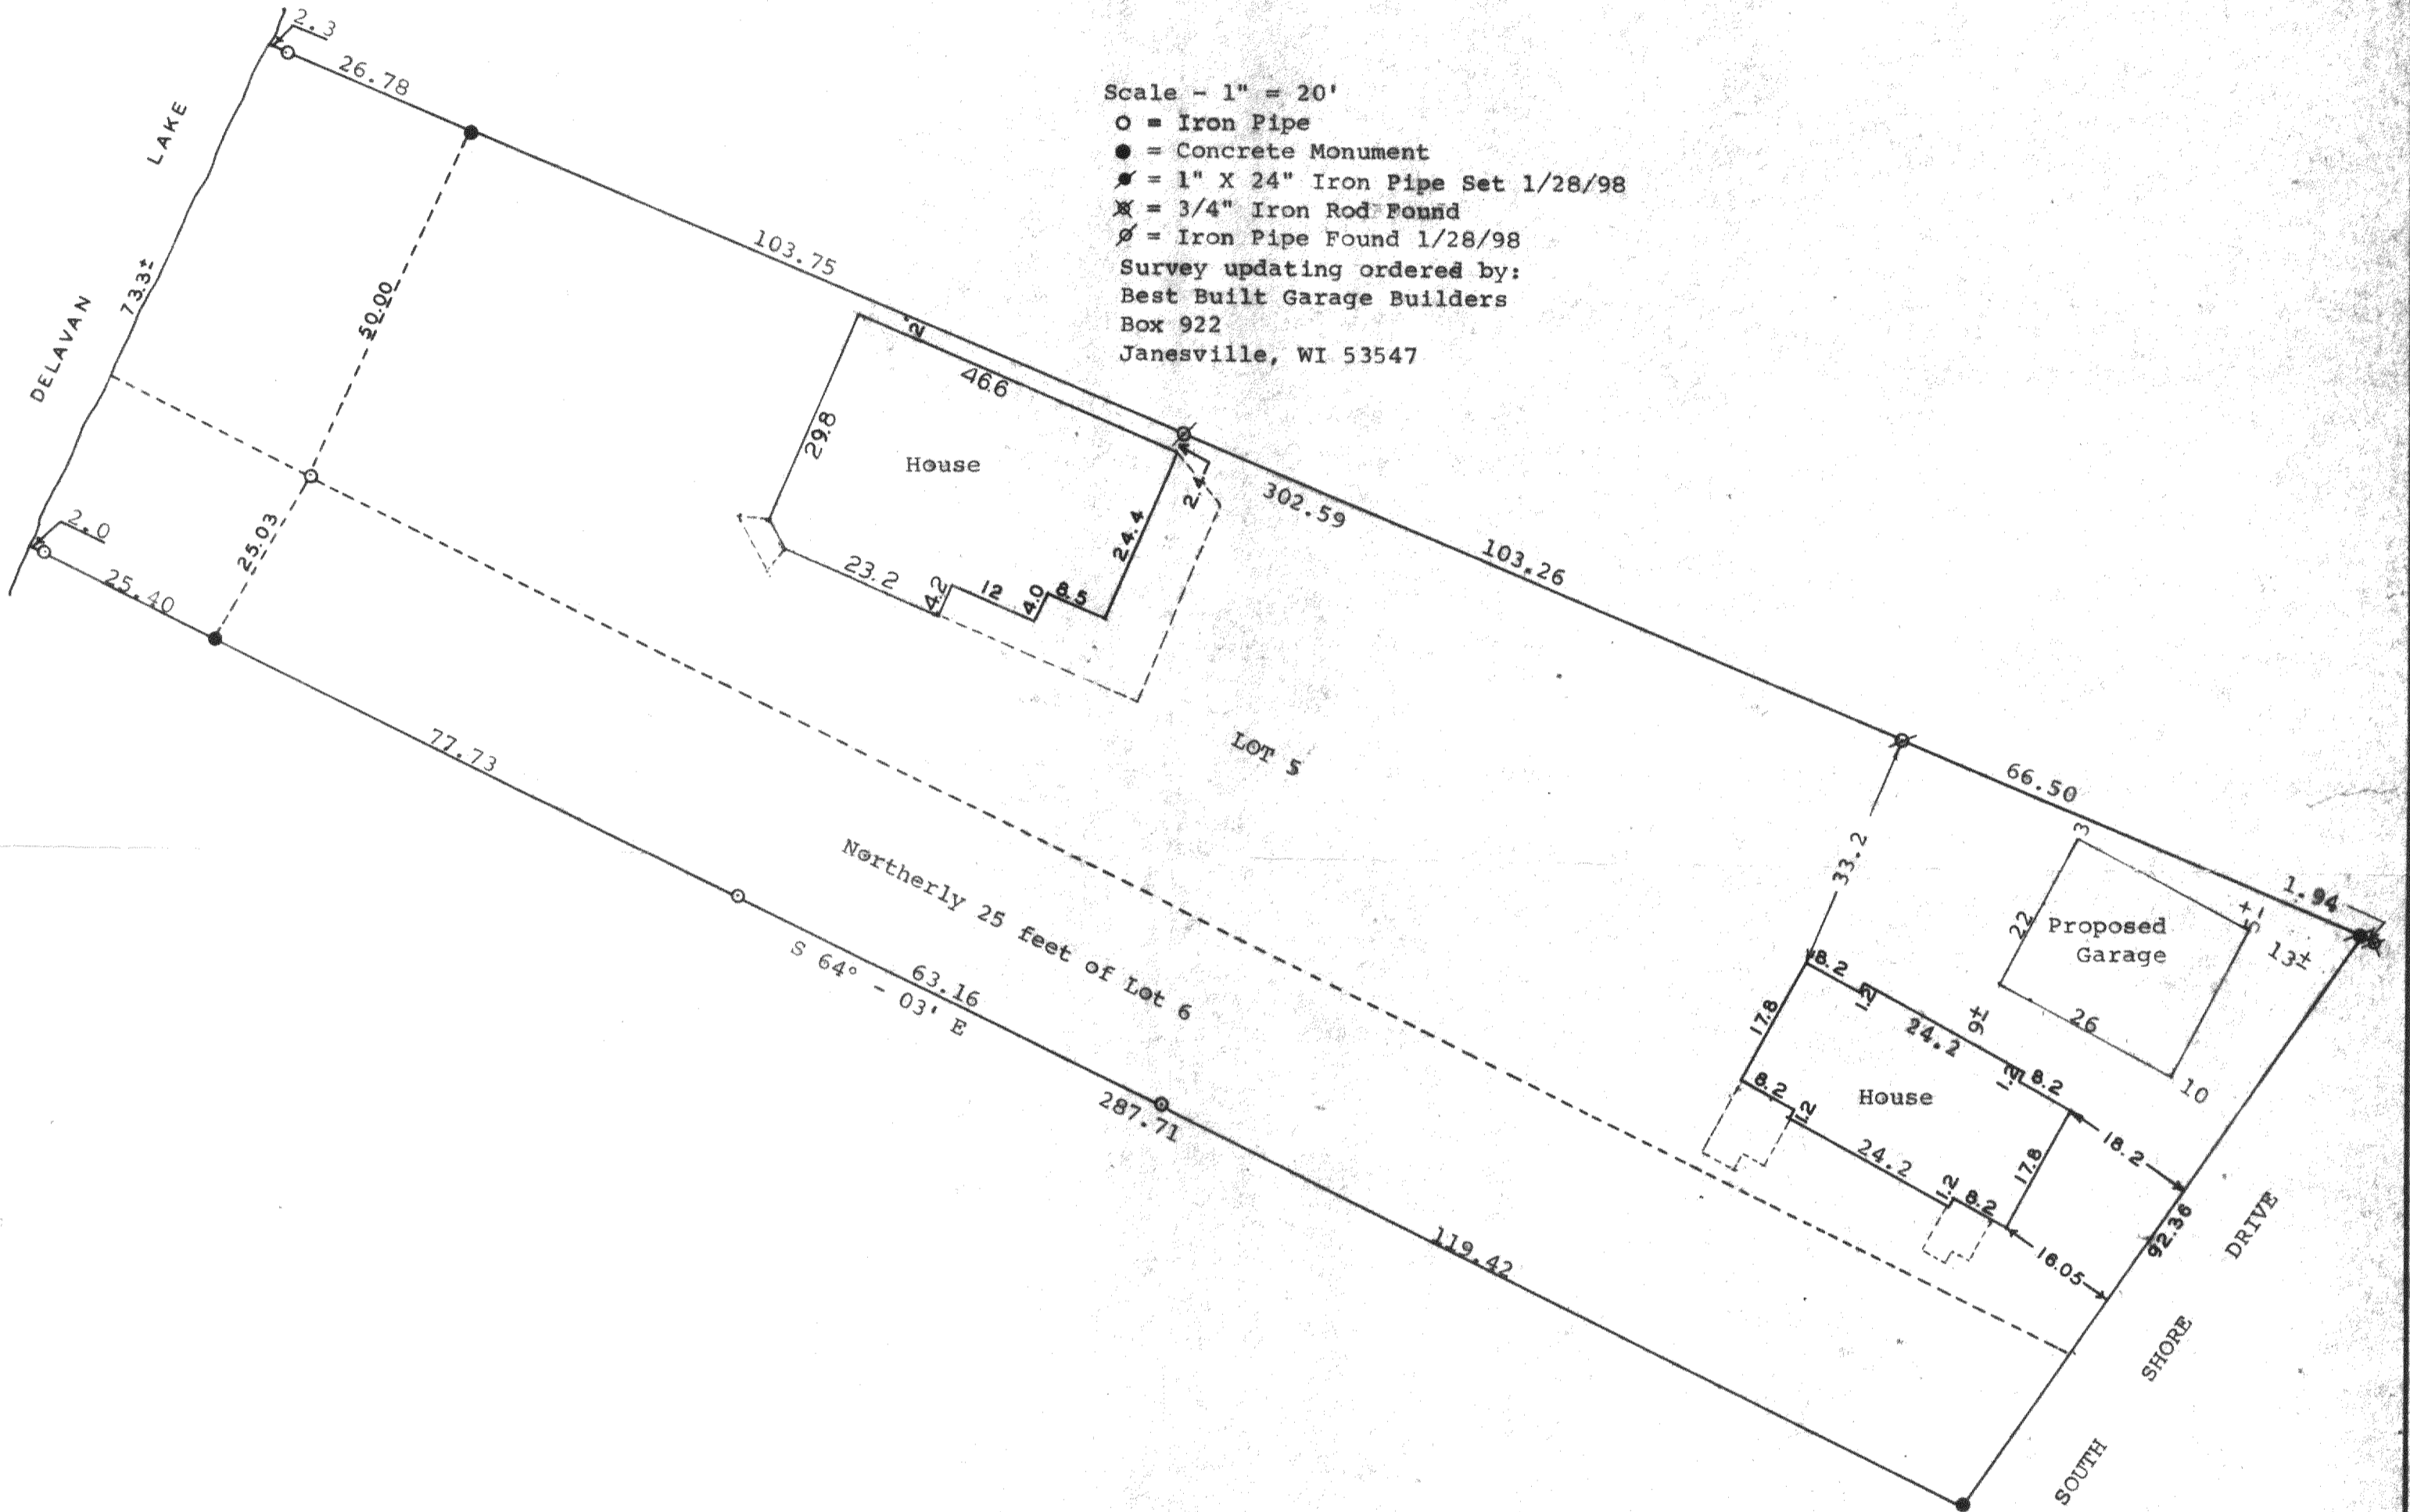 2.3
26.78
Scale - 1" = 20'
O = Iron Pipe
● = Concrete Monument
= 1" X 24" Iron Pipe Set 1/28/98
= 3/4" Iron Rod Found
Ø = Iron Pipe Found 1/28/98
Survey updating ordered by:
Best Built Garage Builders
Box 922
Janesville, WI 53547
DELAVAN LAKE
73.3±
50.00
103.75
.2
46.6
29.8
House
2.4
24.4
302.59
103.26
2.0
25.03
25.40
23.2
4.2
12
4.0
8.5
77.73
LOT 5
Northerly 25 feet of Lot 6
63.16
S 64° - 03' E
287.71
119.42
66.50
33.2
3
1.94
22
Proposed
Garage
5±
13±
26
10
8.2
1.2
24.2
9±
1.2
8.2
17.8
House
8.2
1.2
24.2
1.2
8.2
17.8
18.2
16.05
92.36
SOUTH SHORE DRIVE